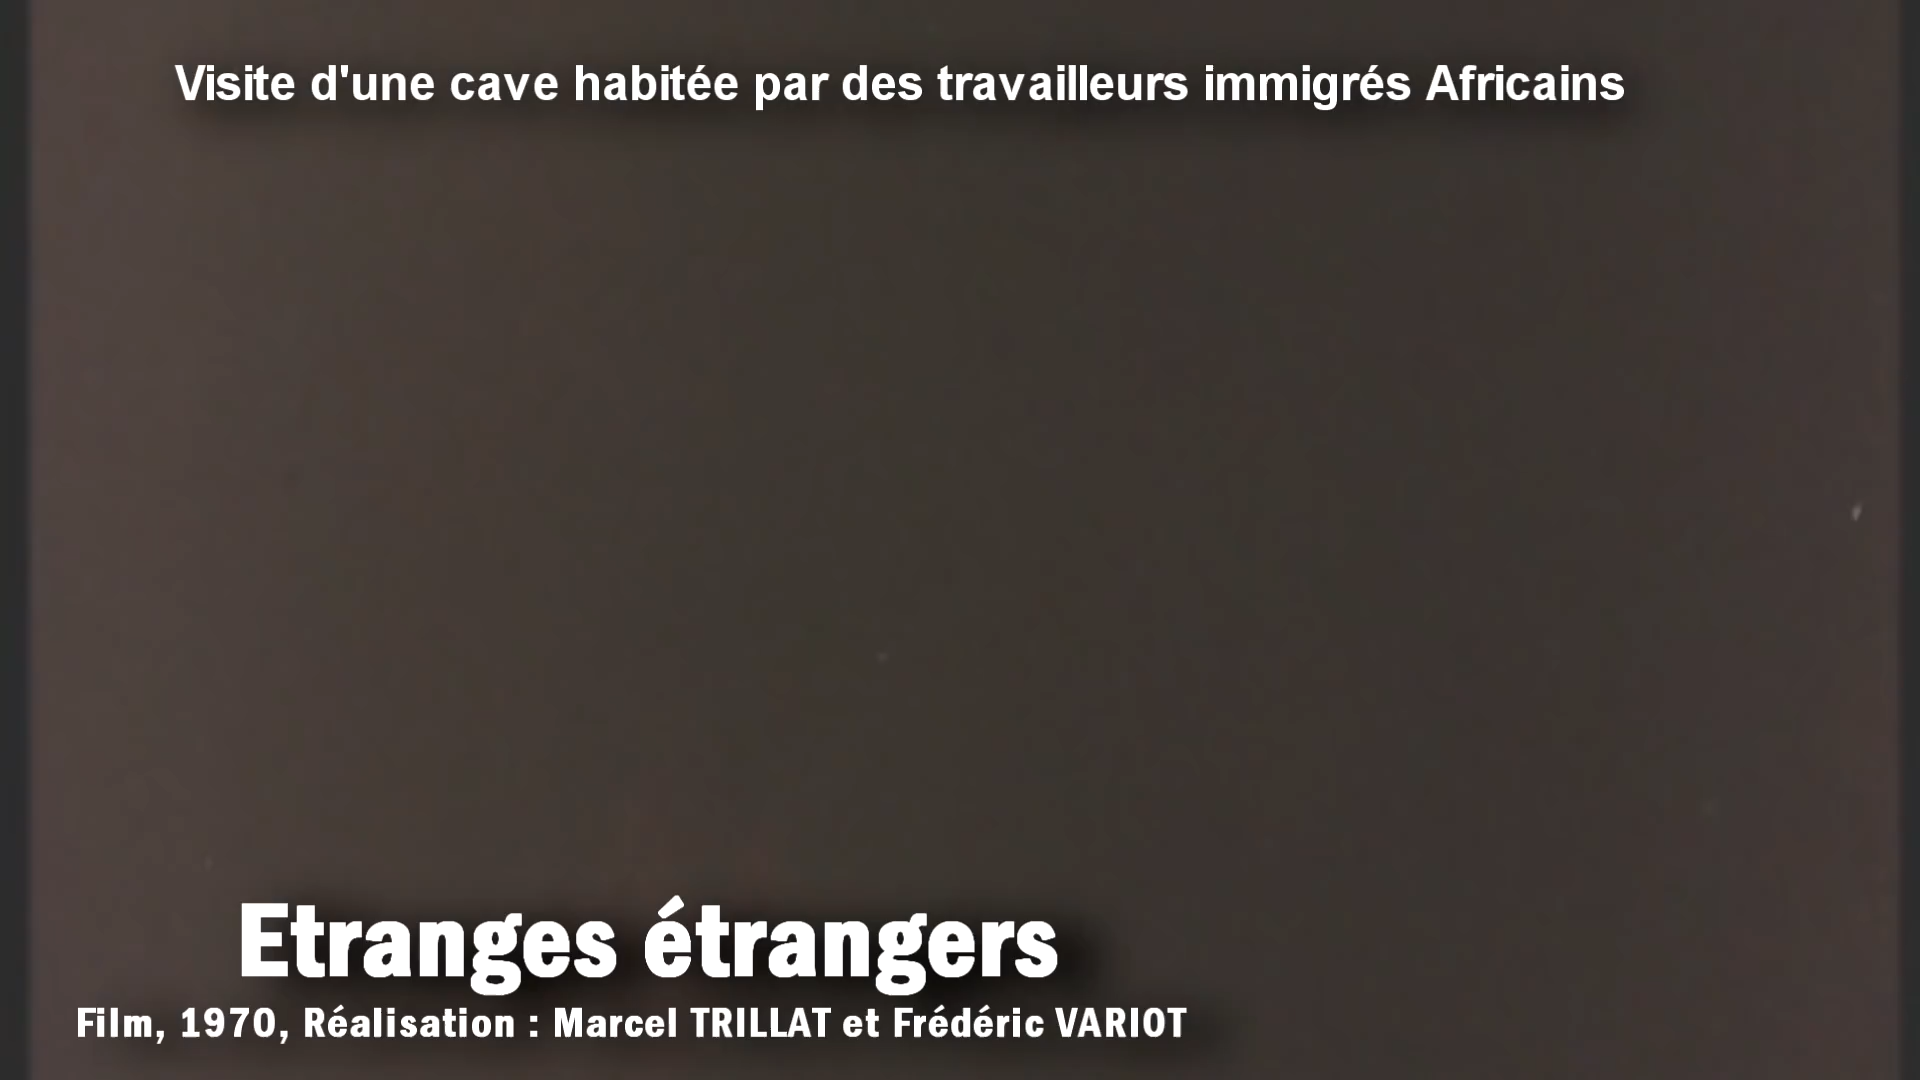 Visite d'une cave habitée par des travailleurs immigrés Africains
Etranges étrangers
Film, 1970, Réalisation : Marcel TRILLAT et Frédéric VARIOT